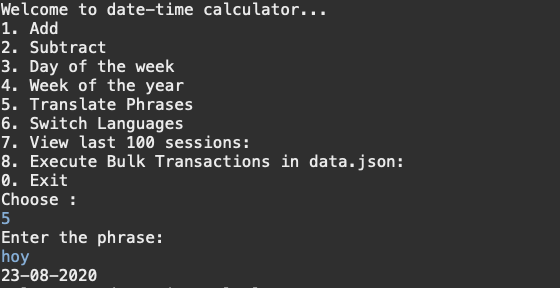 Welcome to date-time calculator...
1. Add
2. Subtract
3. Day of the week
4. Week of the year
5. Translate Phrases
6. Switch Languages
7. View last 100 sessions:
8. Execute Bulk Transactions in data.json:
0. Exit
Choose :
5
Enter the phrase:
hoy
23-08-2020